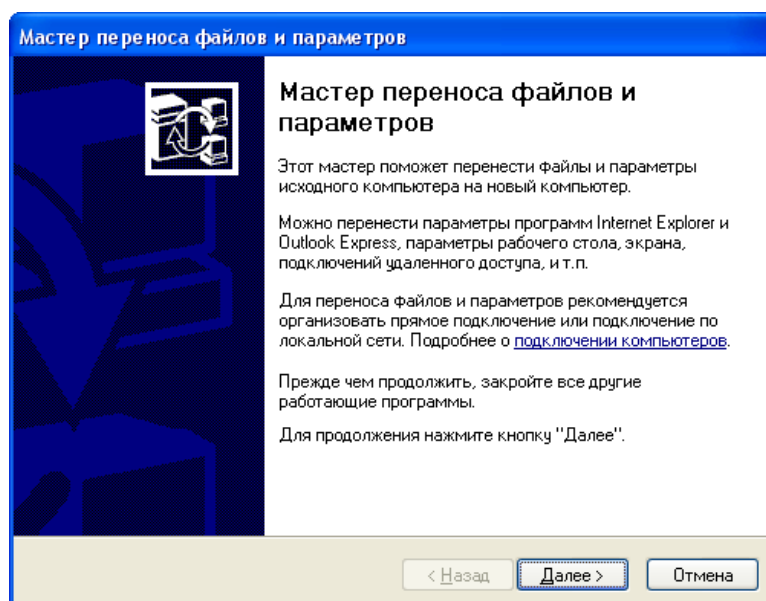 Мастер переноса файлов и параметров
Мастер переноса файлов и
параметров
Этот мастер поможет перенести файлы и параметры
исходного компьютера на новый компьютер.
Можно перенести параметры программ Internet Explorer и
Outlook Express, параметры рабочего стола, экрана,
подключений удаленного доступа, и т.п.
Для переноса файлов и параметров рекомендуется
организовать прямое подключение или подключение по
локальной сети. Подробнее о подключении компьютеров.
Прежде чем продолжить, закройте все другие
работающие программы.
Для продолжения нажмите кнопку "Далее".
< Назад Далее > Отмена